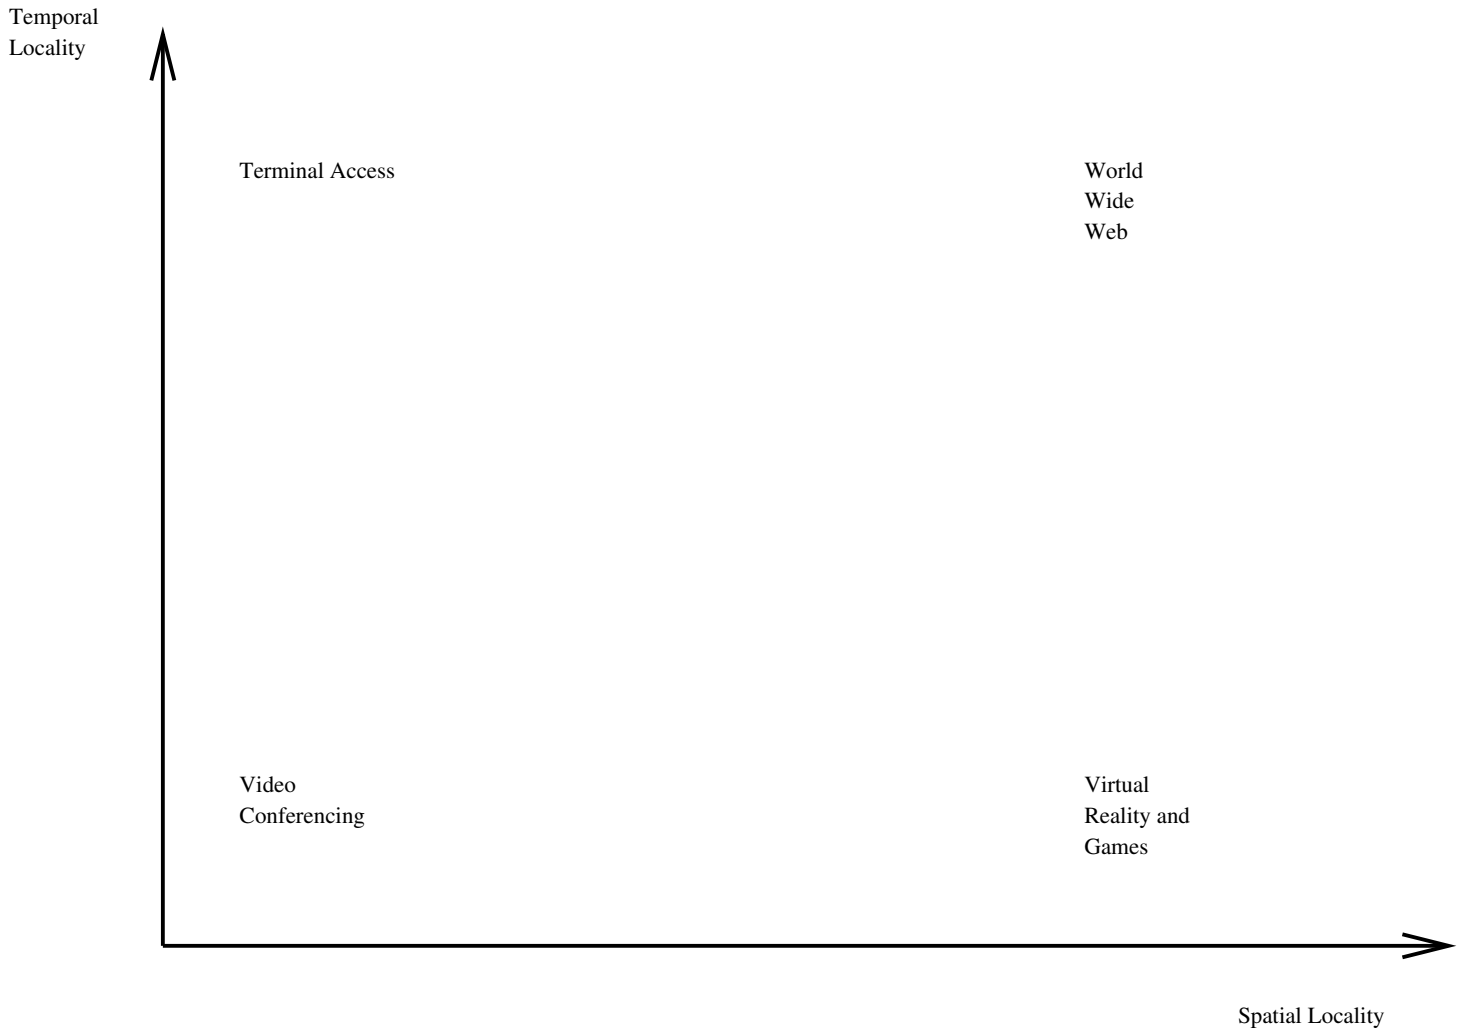 Temporal
Locality
Terminal Access
World
Wide
Web
Video
Conferencing
Virtual
Reality and
Games
Spatial Locality